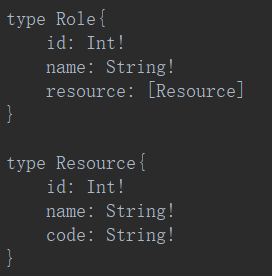 type Role{
    id: Int!
    name: String!
    resource: [Resource]
}

type Resource{
    id: Int!
    name: String!
    code: String!
}